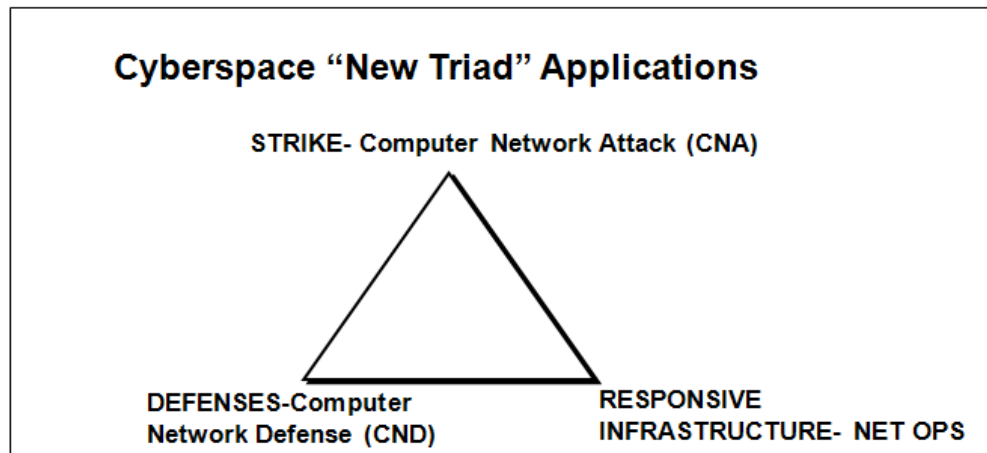 Cyberspace “New Triad” Applications
STRIKE- Computer Network Attack (CNA)
DEFENSES-Computer
Network Defense (CND)
RESPONSIVE
INFRASTRUCTURE- NET OPS